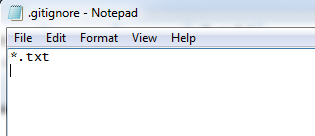 .gitignore - Notepad
File Edit Format View Help
*.txt